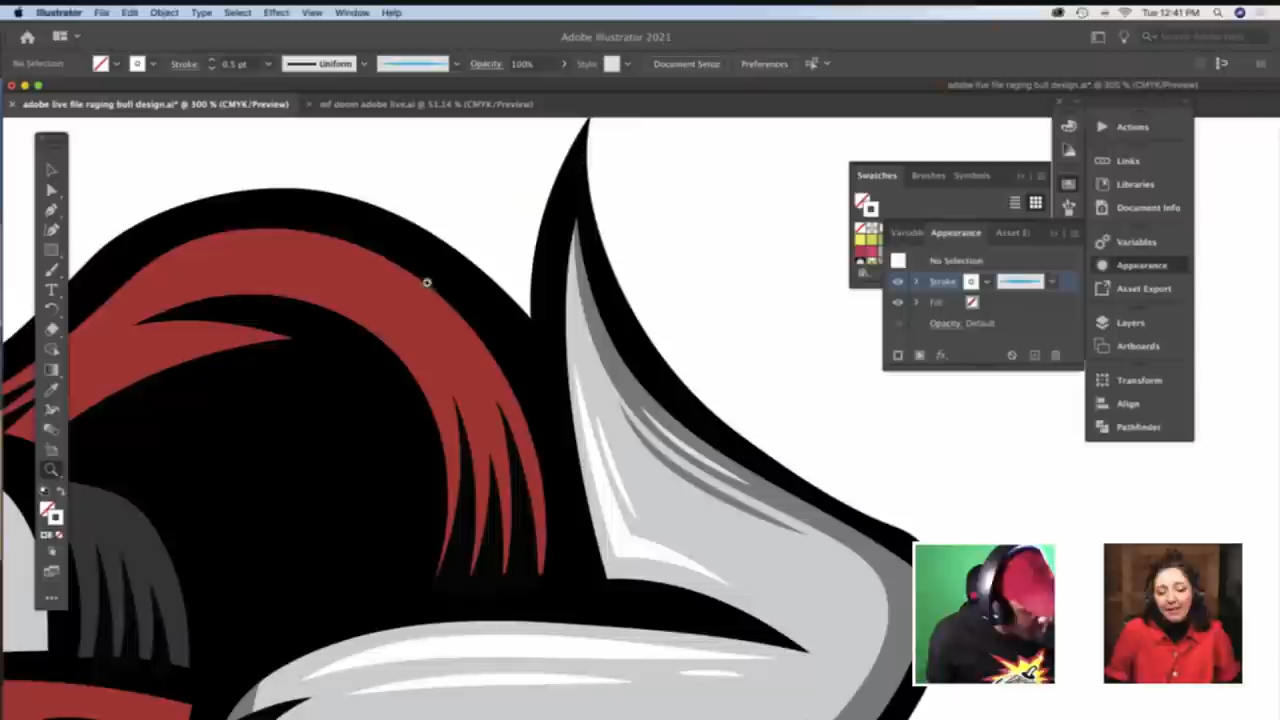 Illustrator File Edit Object Type Select Effect View Window Help Tue 12:41 PM
Adobe Illustrator 2021 Search Adobe Help
No Selection Stroke: 0.5 pt Uniform Opacity: 100% Style: Document Setup Preferences
adobe live file raging bull design.ai* @ 300 % (CMYK/Preview)
adobe live file raging bull design.ai* @ 300 % (CMYK/Preview) mf doom adobe live.ai @ 51.14 % (CMYK/Preview)
Actions
Links
Swatches Brushes Symbols
Libraries
Document Info
Variabl Appearance Asset E
Variables
No Selection
Appearance
Stroke
Asset Export
Fill
Opacity: Default
Layers
Artboards
fx
Transform
Align
Pathfinder